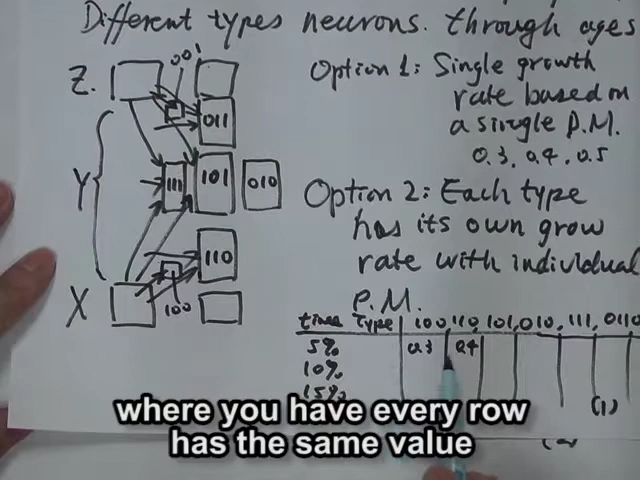 Different types neurons. through ages
Z.
001
011
Option 1: Single growth
rate based on
a single P.M.
0.3, 0.4, 0.5
Y
111
101
010
Option 2: Each type
has its own grow
rate with individual
P.M.
110
100
X
times type 100, 110, 101, 010, 111, 0110
5% 0.3 0.4
10%
15%
(1)
where you have every row
has the same value